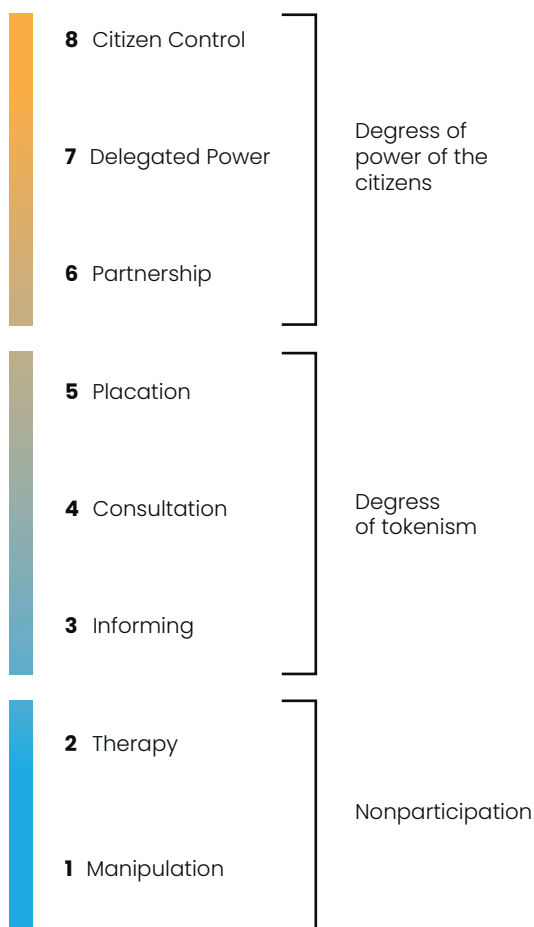 8 Citizen Control
7 Delegated Power
6 Partnership
Degress of
power of the
citizens
5 Placation
4 Consultation
3 Informing
Degress
of tokenism
2 Therapy
1 Manipulation
Nonparticipation